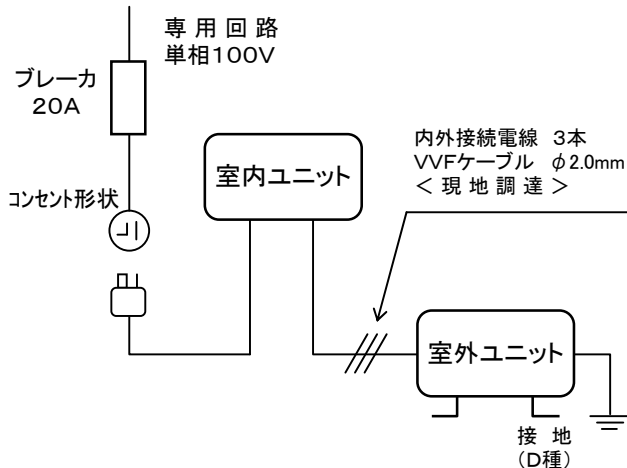 専用回路
単相100V
ブレーカ
20A
コンセント形状
室内ユニット
内外接続電線 3本
VVFケーブル φ2.0mm
<現地調達>
室外ユニット
接地
(D種)